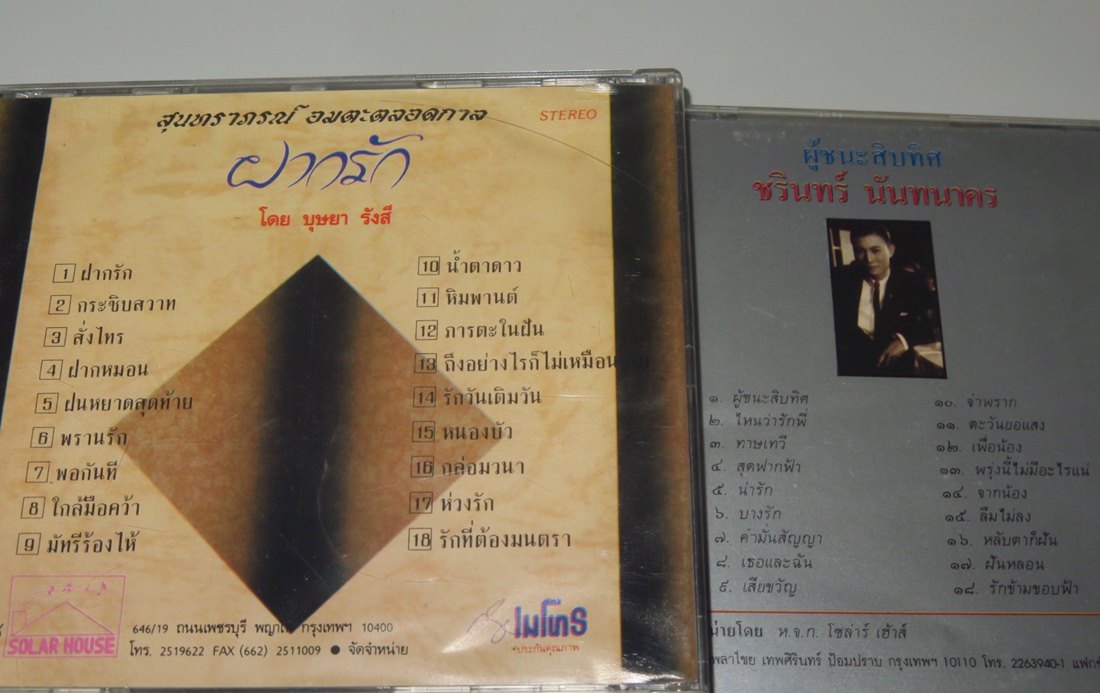 สุนทราภรณ์ อมตะตลอดกาล
STEREO
ฝากรัก
โดย บุษยา รังสี
1 ฝากรัก
2 กระซิบสวาท
3 สั่งไทร
4 ฝากหมอน
5 ฝนหยาดสุดท้าย
6 พรานรัก
7 พอกันที
8 ใกล้มือคว้า
9 มัทรีร้องไห้
10 น้ำตาดาว
11 หิมพานต์
12 ภารตะในฝัน
13 ถึงอย่างไรก็ไม่เหมือน
14 รักวันเติมวัน
15 หนองบัว
16 กล่อมวนา
17 ห่วงรัก
18 รักที่ต้องมนตรา
SOLAR HOUSE
646/19 ถนนเพชรบุรี พญาไท กรุงเทพฯ 10400
โทร. 2519622 FAX (662) 2511009 ● จัดจำหน่าย
เมโทร
ประกันคุณภาพ
ผู้ชนะสิบทิศ
ชรินทร์ นันทนาคร
๑. ผู้ชนะสิบทิศ
๒. ไหนว่ารักพี่
๓. ทาษเทวี
๔. สุดฟากฟ้า
๕. น่ารัก
๖. บางรัก
๗. คำมั่นสัญญา
๘. เธอและฉัน
๙. เสียขวัญ
๑๐. จำพราก
๑๑. ตะวันยอแสง
๑๒. เพื่อน้อง
๑๓. พรุ่งนี้ไม่มีอะไรแน่
๑๔. จากน้อง
๑๕. ลืมไม่ลง
๑๖. หลับตาก็ฝัน
๑๗. ฝันหลอน
๑๘. รักข้ามขอบฟ้า
น่ายโดย ห.จ.ก. โซล่าร์ เฮ้าส์
พลาไชย เทพศิรินทร์ ป้อมปราบ กรุงเทพฯ 10110 โทร. 2263940-1 แฟกซ์